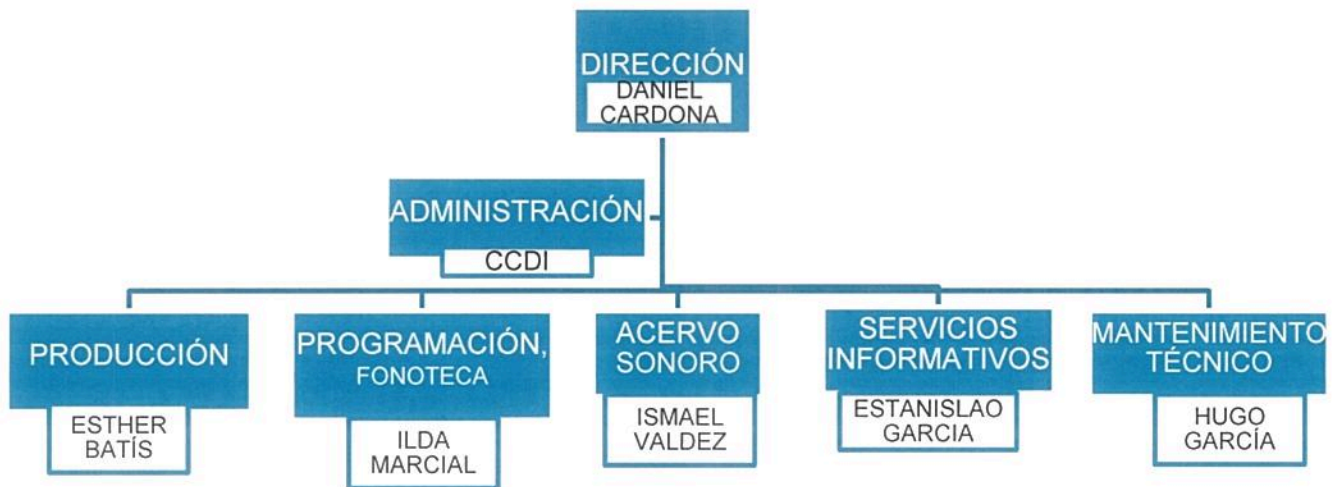 DIRECCIÓN
DANIEL
CARDONA
ADMINISTRACIÓN
CCDI
PRODUCCIÓN
ESTHER
BATÍS
PROGRAMACIÓN,
FONOTECA
ILDA
MARCIAL
ACERVO
SONORO
ISMAEL
VALDEZ
SERVICIOS
INFORMATIVOS
ESTANISLAO
GARCIA
MANTENIMIENTO
TÉCNICO
HUGO
GARCÍA